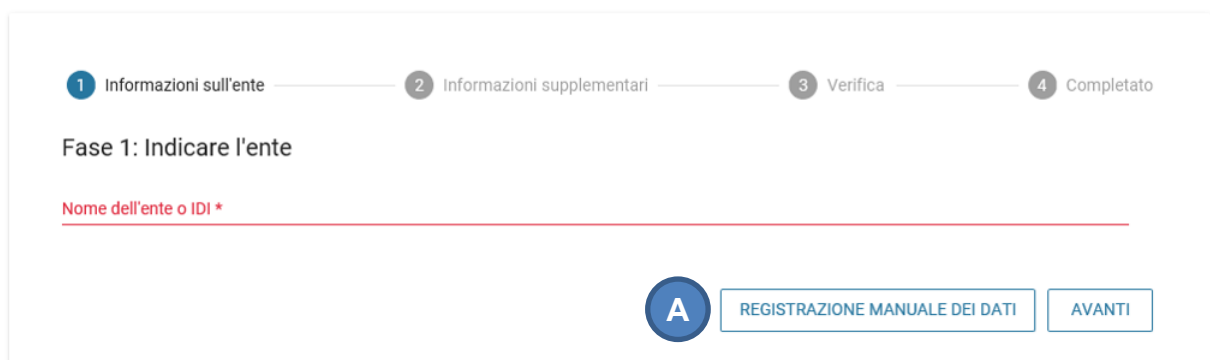 1 Informazioni sull'ente 2 Informazioni supplementari 3 Verifica 4 Completato
Fase 1: Indicare l'ente
Nome dell'ente o IDI *
A REGISTRAZIONE MANUALE DEI DATI AVANTI